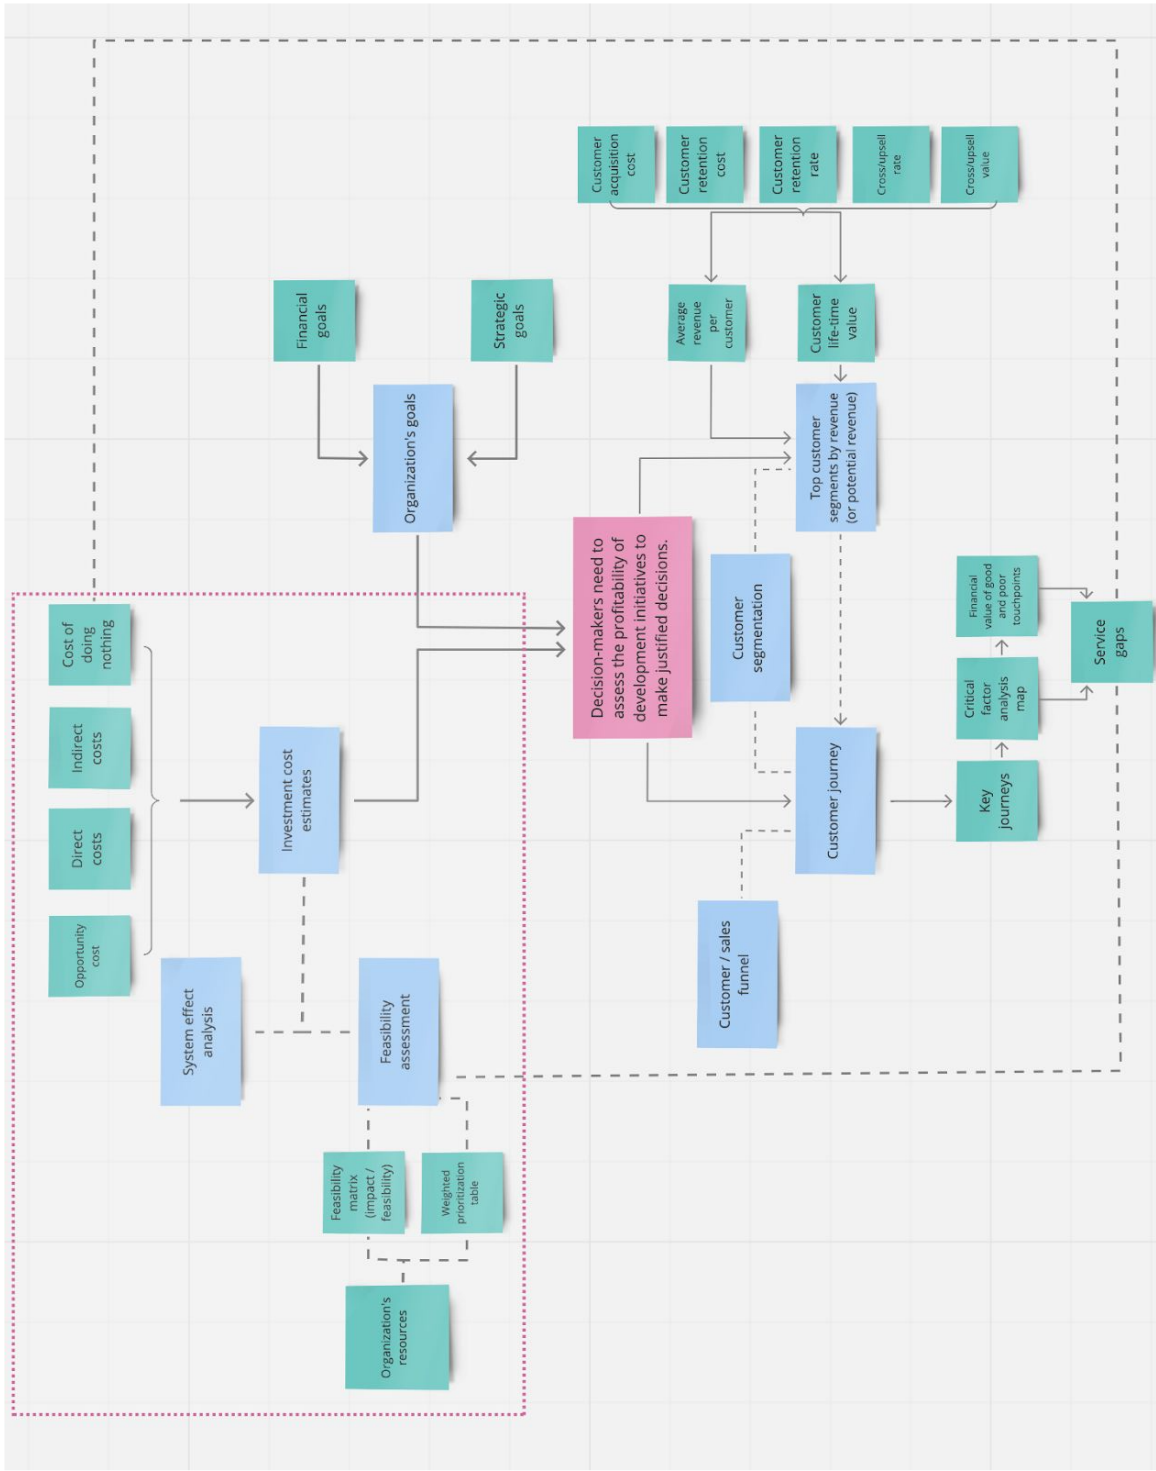 Cost of
doing
nothing
Indirect
costs
Direct
costs
Opportunity
cost
Investment cost
estimates
System effect
analysis
Feasibility
assessment
Feasibility
matrix
(impact /
feasibility)
Weighted
prioritization
table
Organization's
resources
Financial
goals
Strategic
goals
Organization's goals
Decision-makers need to
assess the profitability of
development initiatives to
make justified decisions.
Customer
acquisition
cost
Customer
retention
cost
Customer
retention
rate
Cross/upsell
rate
Cross/upsell
value
Average
revenue
per
customer
Customer
life-time
value
Top customer
segments by revenue
(or potential revenue)
Customer
segmentation
Customer journey
Customer / sales
funnel
Key
journeys
Critical
factor
analysis
map
Financial
value of good
and poor
touchpoints
Service
gaps